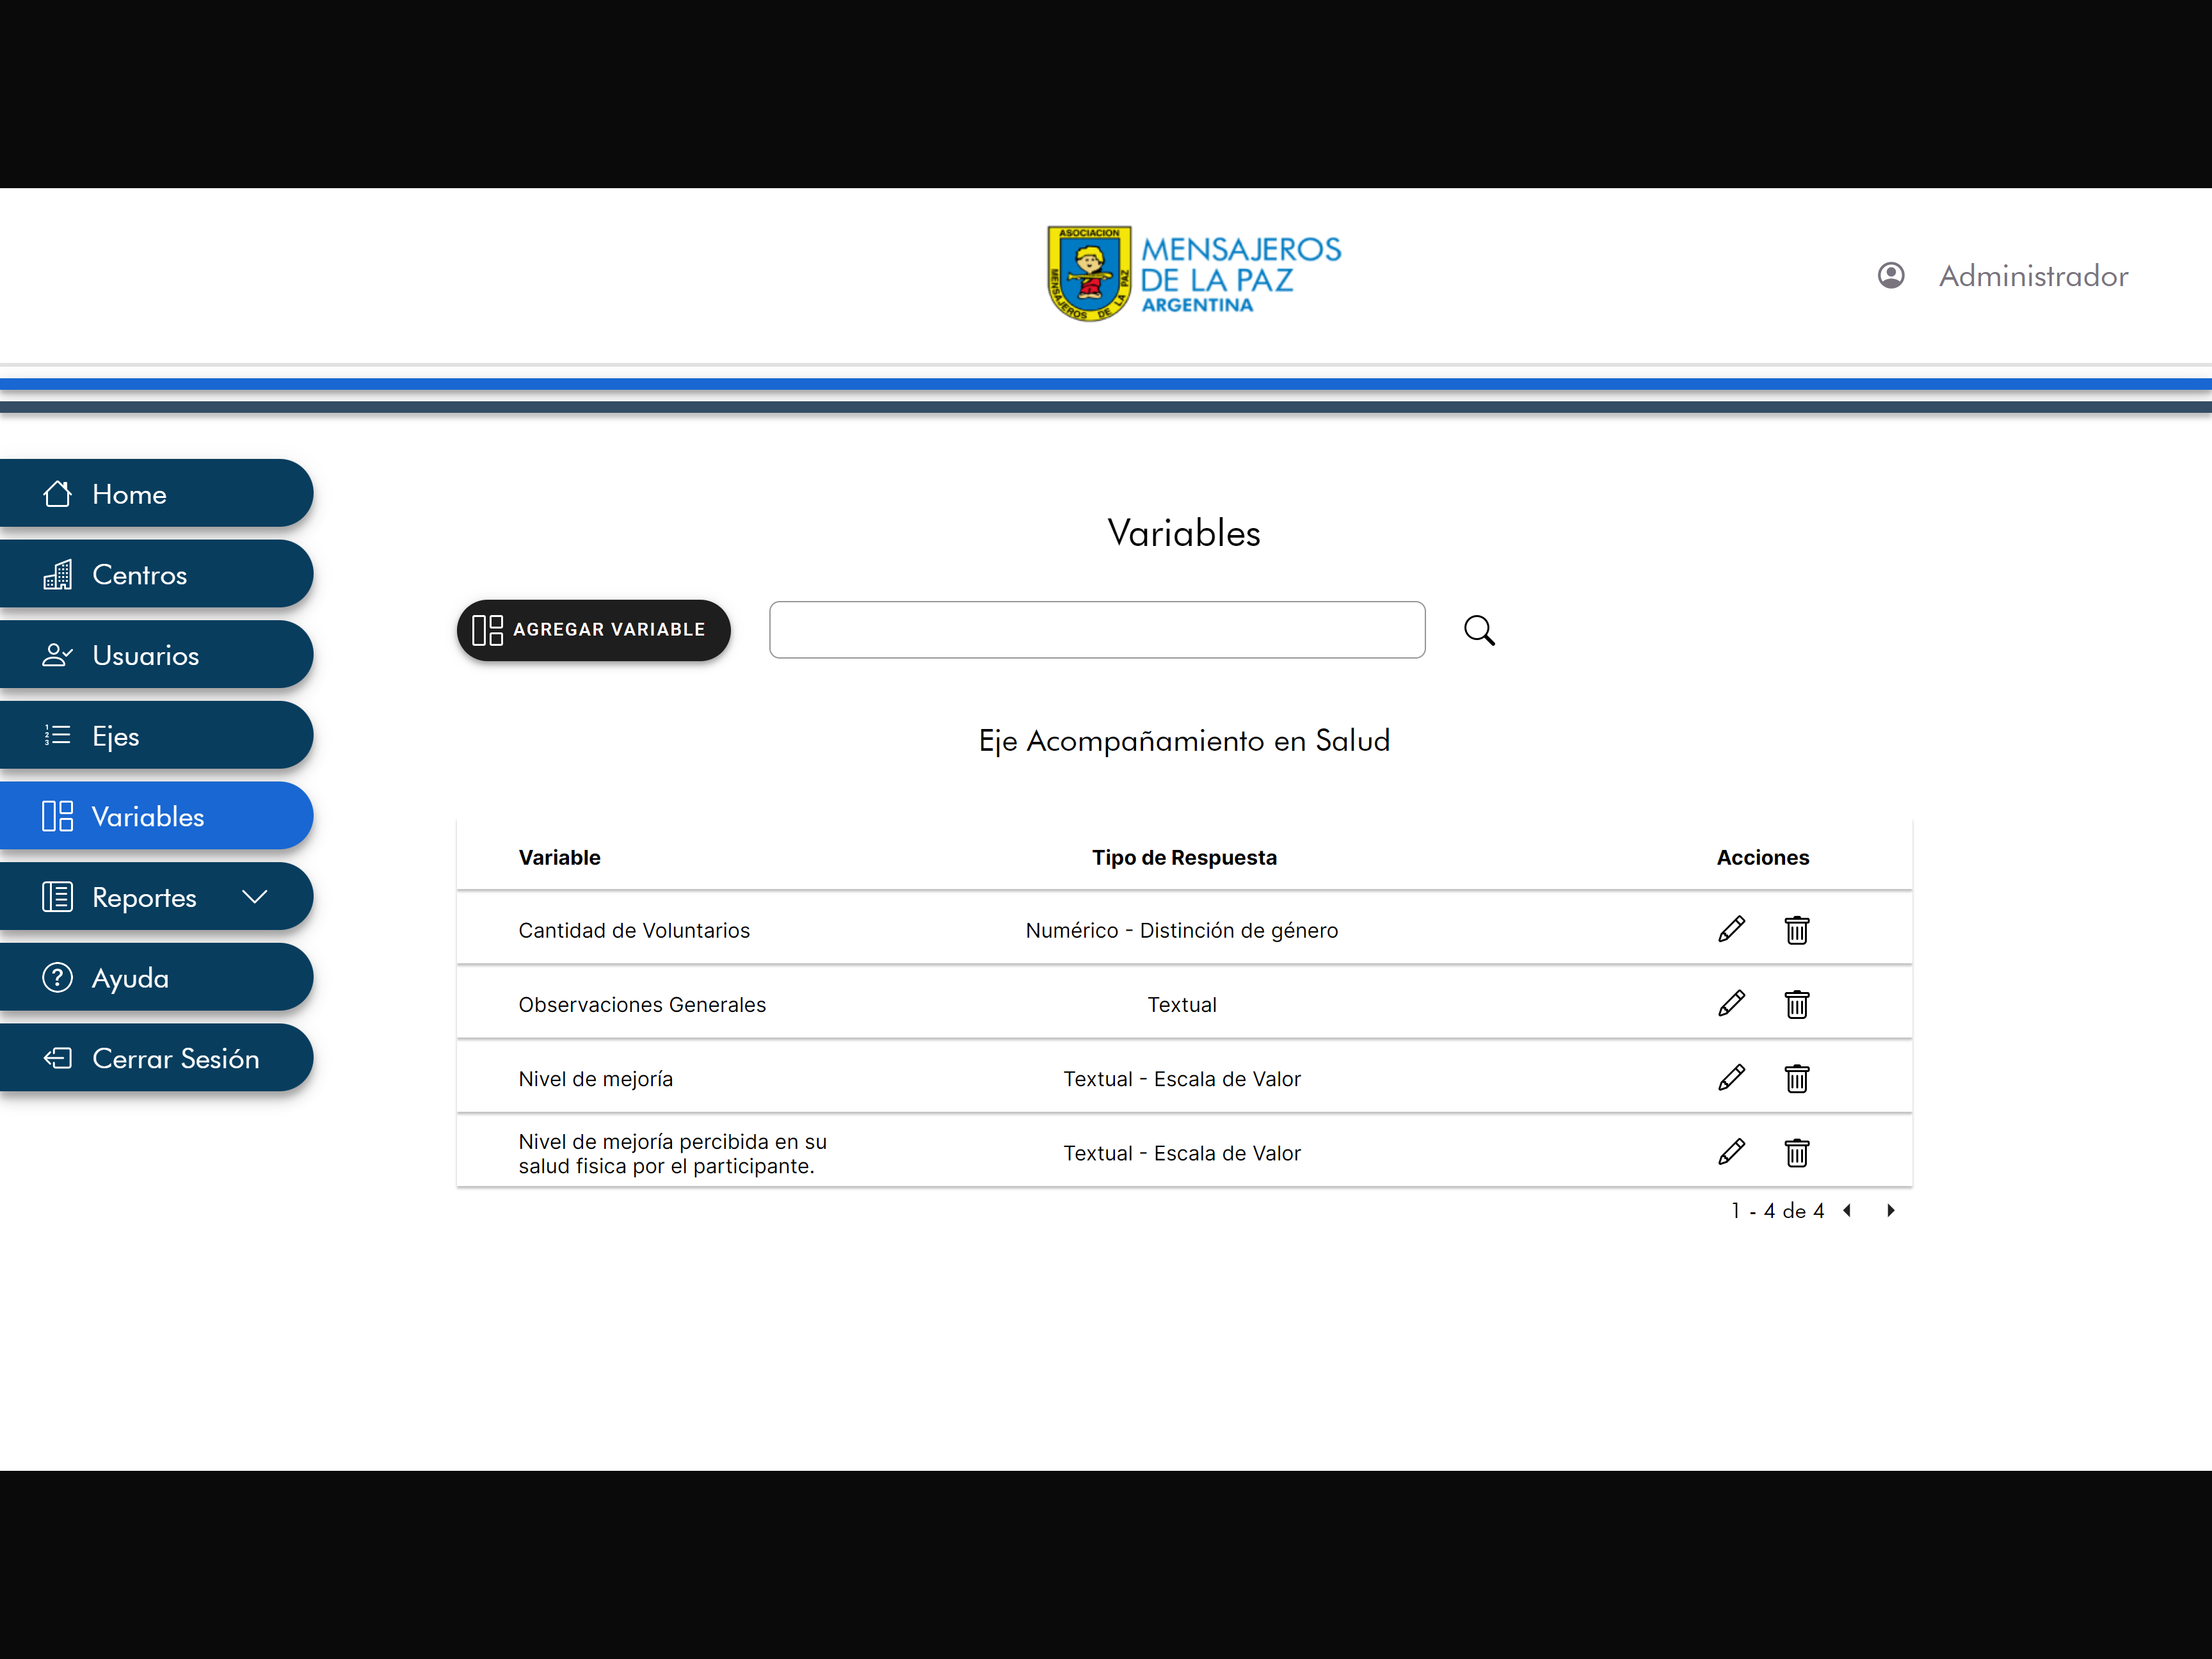 ASOCIACION
MENSAJEROS DE LA PAZ
MENSAJEROS
DE LA PAZ
ARGENTINA
Administrador
Home
Centros
Usuarios
Ejes
Variables
Reportes
Ayuda
Cerrar Sesión
Variables
AGREGAR VARIABLE
Eje Acompañamiento en Salud
Variable Tipo de Respuesta Acciones
Cantidad de Voluntarios Numérico - Distinción de género
Observaciones Generales Textual
Nivel de mejoría Textual - Escala de Valor
Nivel de mejoría percibida en su
salud fisica por el participante. Textual - Escala de Valor
1 - 4 de 4